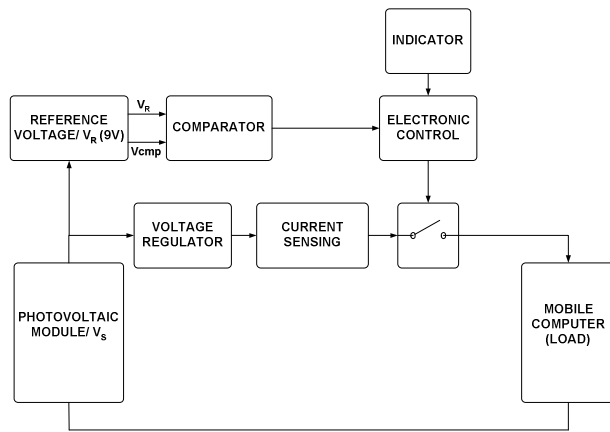 INDICATOR
REFERENCE
VOLTAGE/ VR (9V)
VR
Vcmp
COMPARATOR
ELECTRONIC
CONTROL
VOLTAGE
REGULATOR
CURRENT
SENSING
PHOTOVOLTAIC
MODULE/ VS
MOBILE
COMPUTER
(LOAD)